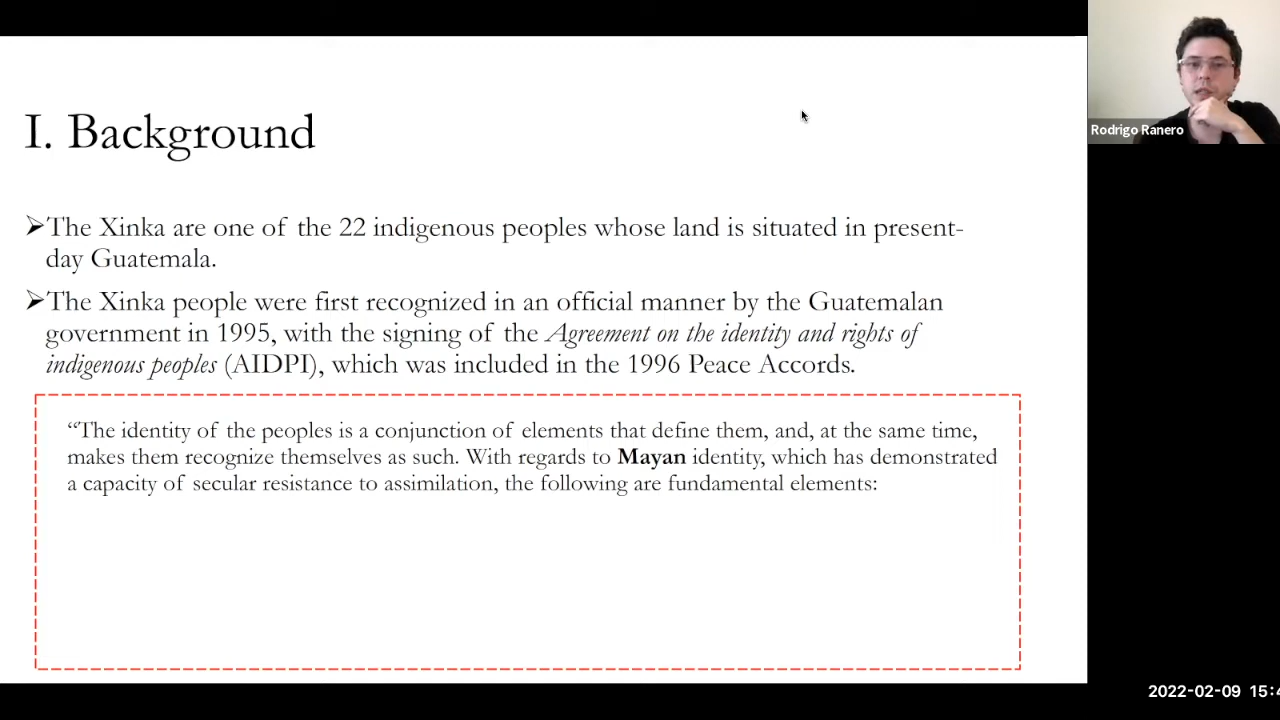 I. Background
➢The Xinka are one of the 22 indigenous peoples whose land is situated in present-
day Guatemala.
➢The Xinka people were first recognized in an official manner by the Guatemalan
government in 1995, with the signing of the Agreement on the identity and rights of
indigenous peoples (AIDPI), which was included in the 1996 Peace Accords.
“The identity of the peoples is a conjunction of elements that define them, and, at the same time,
makes them recognize themselves as such. With regards to Mayan identity, which has demonstrated
a capacity of secular resistance to assimilation, the following are fundamental elements:
Rodrigo Ranero
2022-02-09 15:4